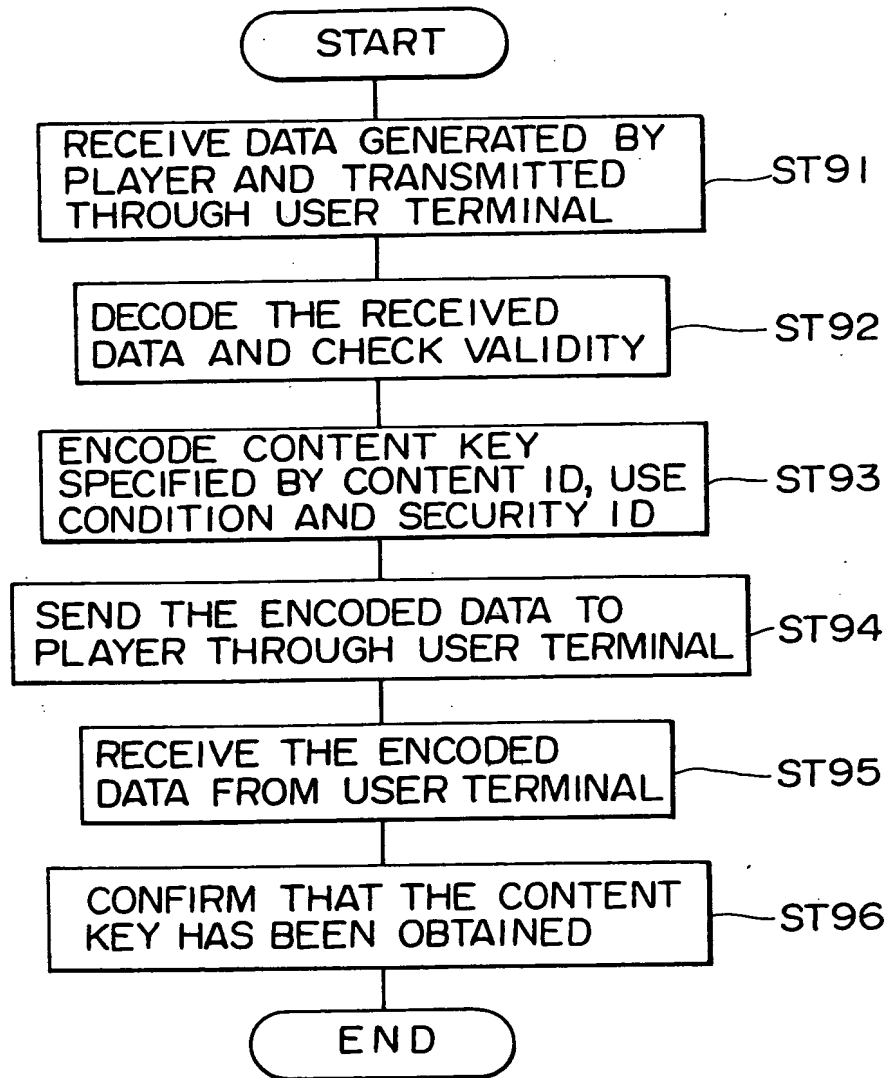 START
RECEIVE DATA GENERATED BY
PLAYER AND TRANSMITTED
THROUGH USER TERMINAL
ST91
DECODE THE RECEIVED
DATA AND CHECK VALIDITY
ST92
ENCODE CONTENT KEY
SPECIFIED BY CONTENT ID, USE
CONDITION AND SECURITY ID
ST93
SEND THE ENCODED DATA TO
PLAYER THROUGH USER TERMINAL
ST94
RECEIVE THE ENCODED
DATA FROM USER TERMINAL
ST95
CONFIRM THAT THE CONTENT
KEY HAS BEEN OBTAINED
ST96
END